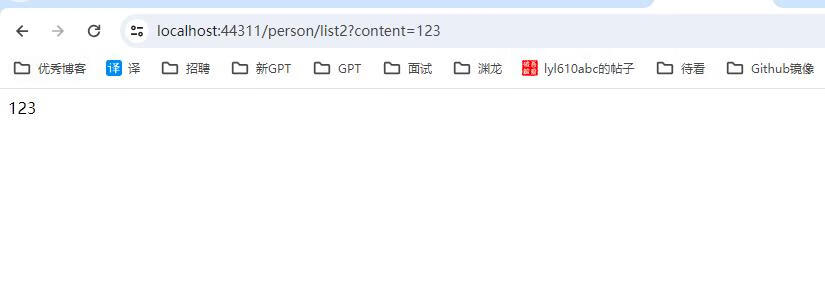 localhost:44311/person/list2?content=123
优秀博客 译 译 招聘 新GPT GPT 面试 渊龙 lyl610abc的帖子 待看 Github镜像
123